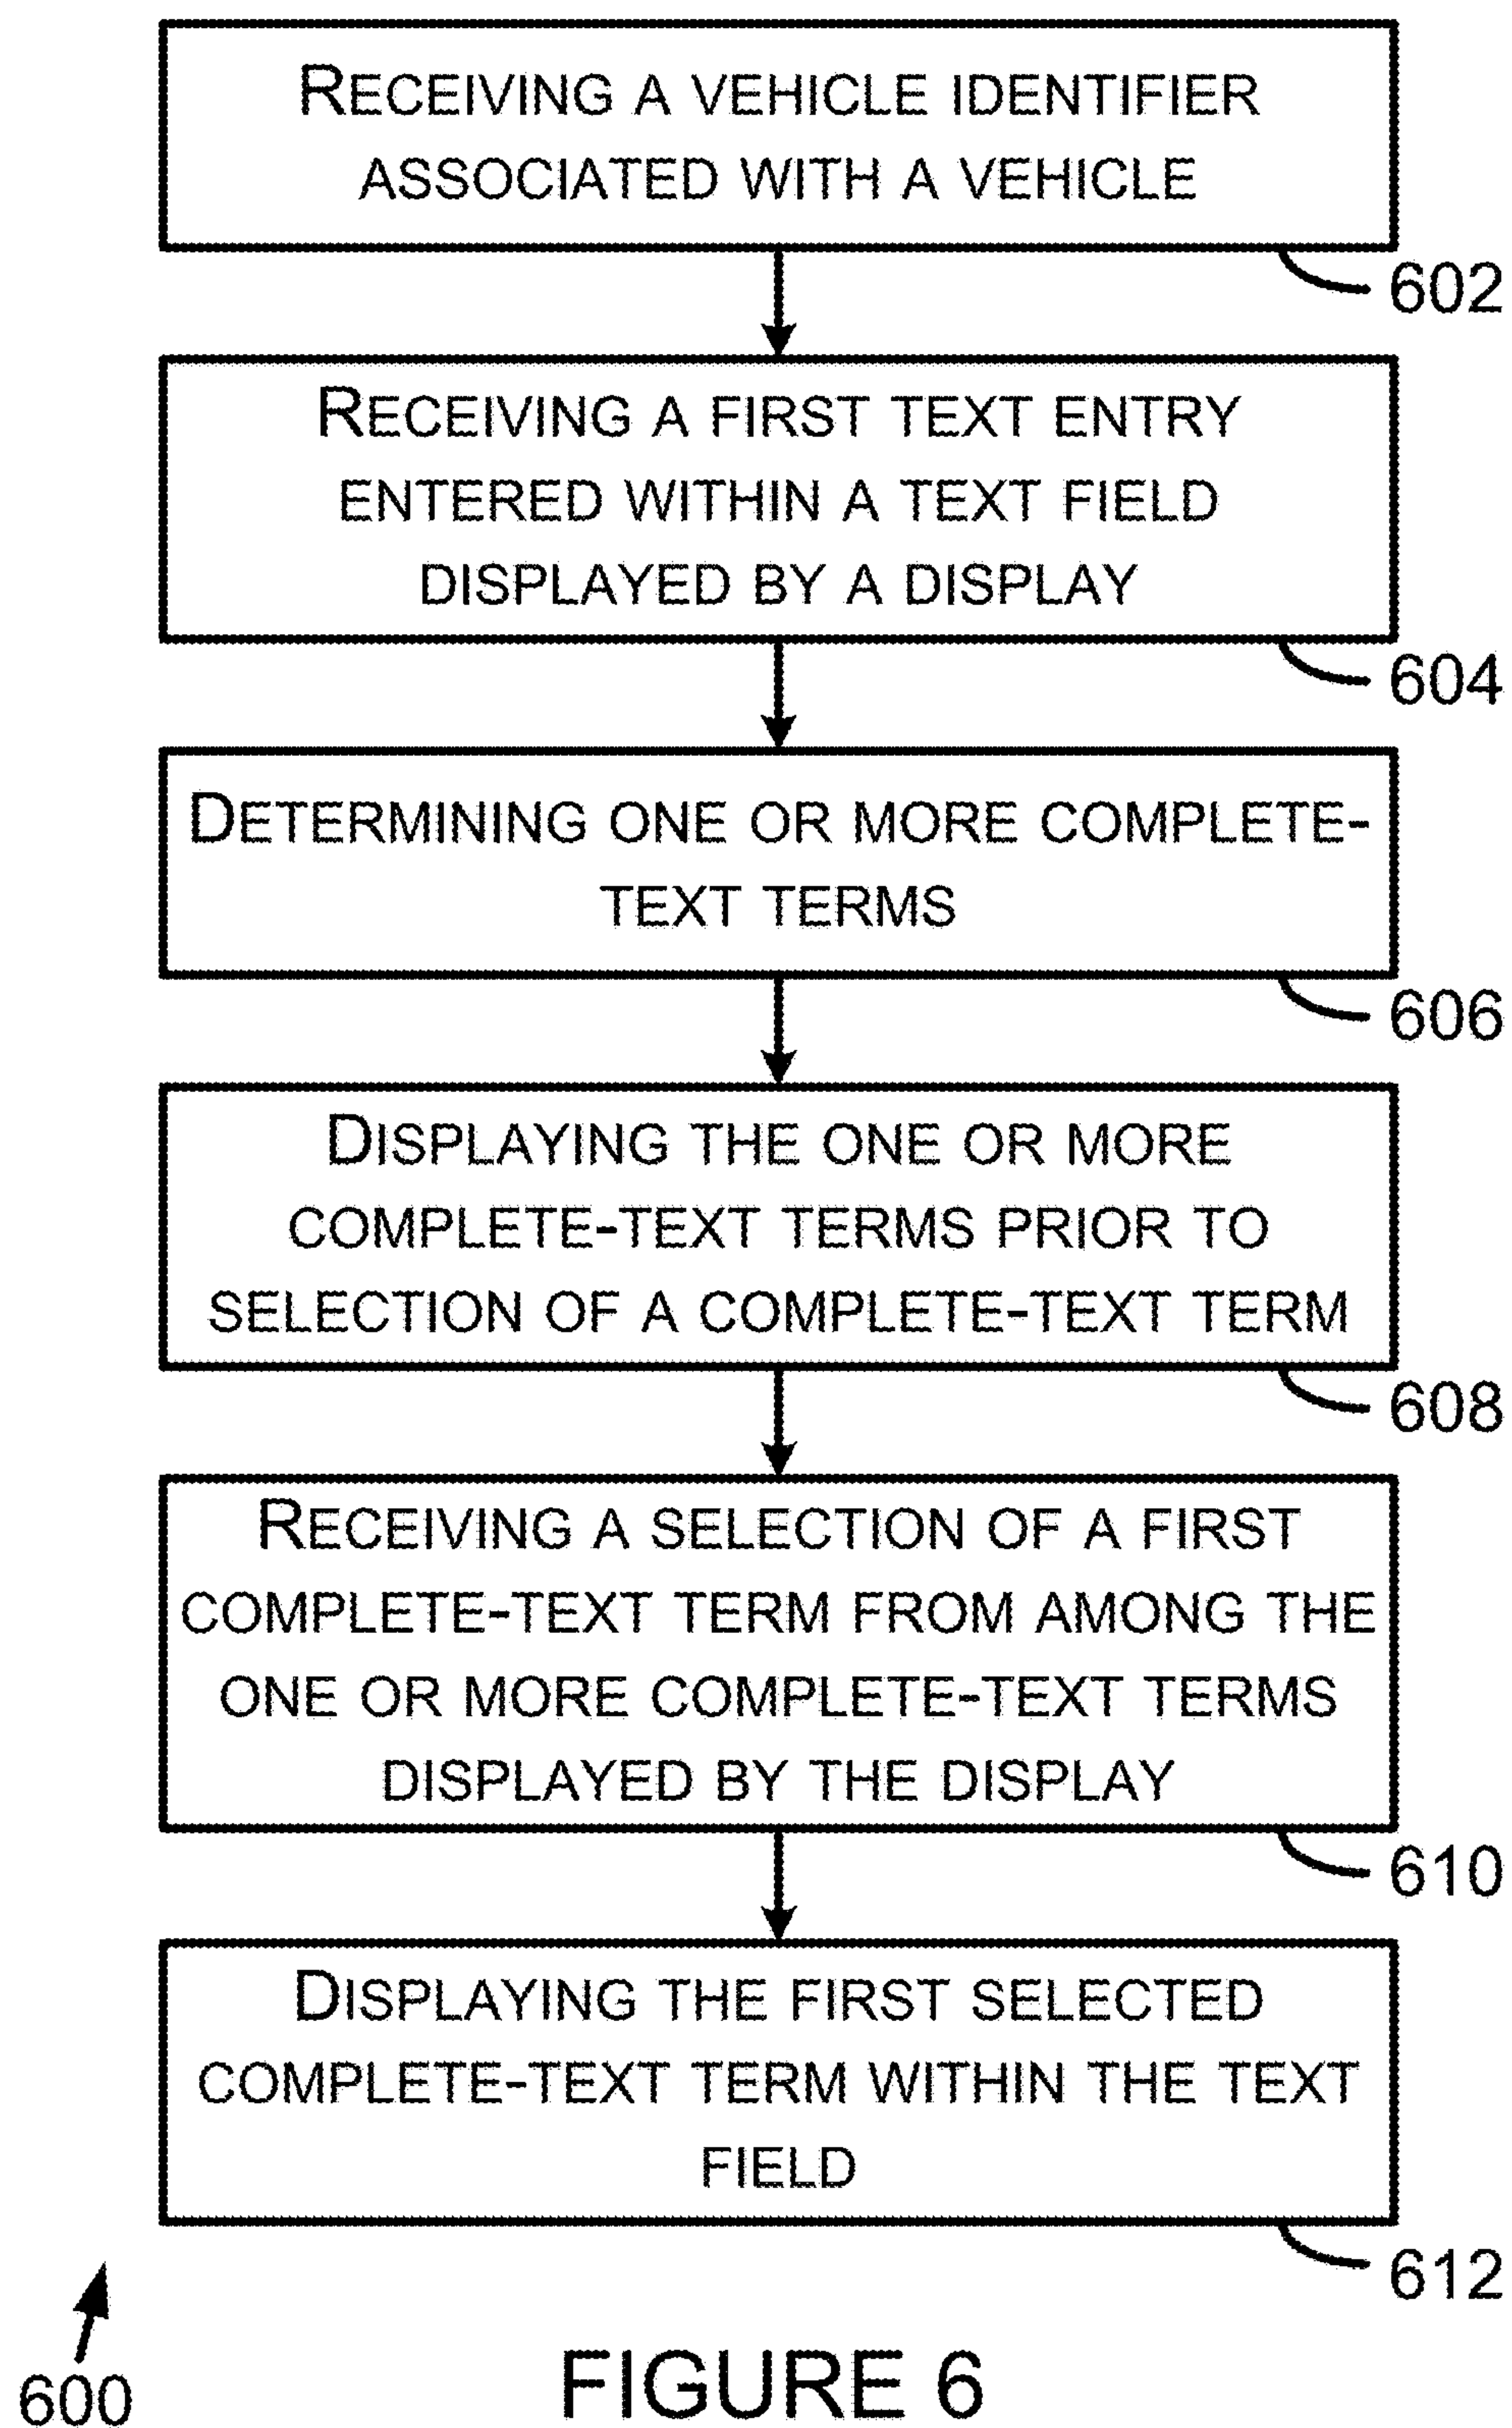 RECEIVING A VEHICLE IDENTIFIER
ASSOCIATED WITH A VEHICLE
602
RECEIVING A FIRST TEXT ENTRY
ENTERED WITHIN A TEXT FIELD
DISPLAYED BY A DISPLAY
604
DETERMINING ONE OR MORE COMPLETE-
TEXT TERMS
606
DISPLAYING THE ONE OR MORE
COMPLETE-TEXT TERMS PRIOR TO
SELECTION OF A COMPLETE-TEXT TERM
608
RECEIVING A SELECTION OF A FIRST
COMPLETE-TEXT TERM FROM AMONG THE
ONE OR MORE COMPLETE-TEXT TERMS
DISPLAYED BY THE DISPLAY
610
DISPLAYING THE FIRST SELECTED
COMPLETE-TEXT TERM WITHIN THE TEXT
FIELD
612
600
FIGURE 6